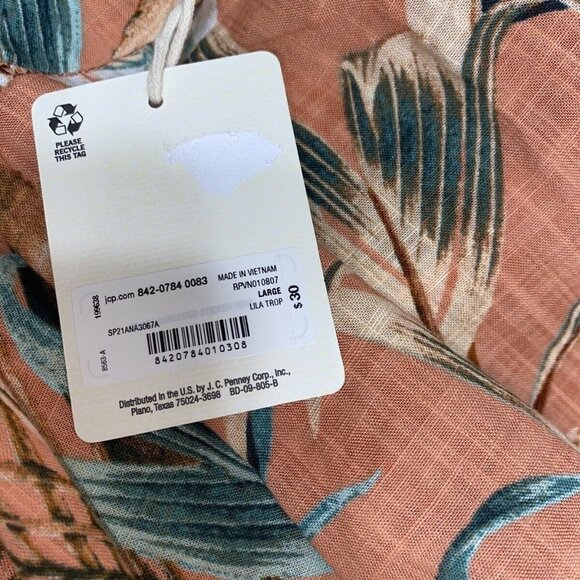 PLEASE
RECYCLE
THIS TAG
199638
jcp.com 842-0784 0083
MADE IN VIETNAM
RPVN010807
LARGE
LILA TROP
$30
SP21ANA3067A
8563-A
8420784010308
Distributed in the U.S. by J. C. Penney Corp., Inc.,
Plano, Texas 75024-3698 BD-09-805-B